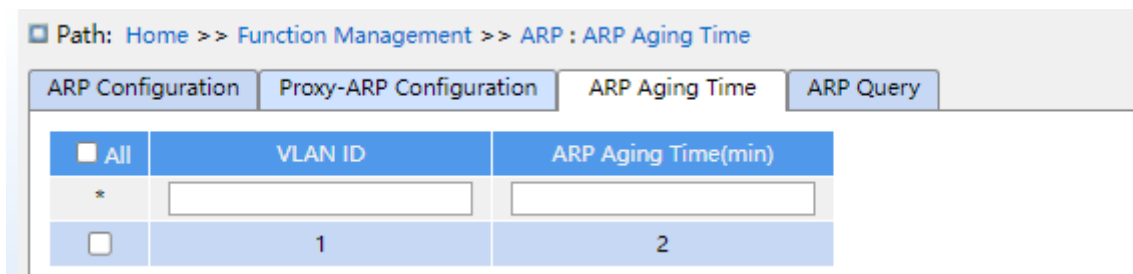 Path: Home >> Function Management >> ARP : ARP Aging Time
ARP Configuration Proxy-ARP Configuration ARP Aging Time ARP Query
All VLAN ID ARP Aging Time(min)
*
1 2